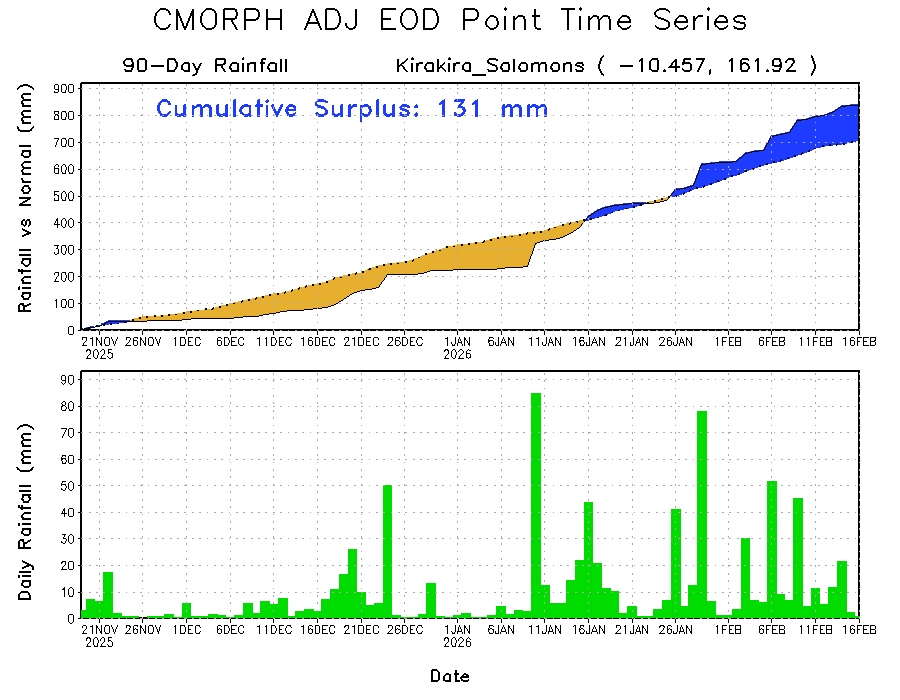 CMORPH ADJ EOD Point Time Series
90-Day Rainfall Kirakira_Solomons ( -10.457, 161.92 )
Cumulative Surplus: 131 mm
Rainfall vs Normal (mm)
900
800
700
600
500
400
300
200
100
0
21NOV 26NOV 1DEC 6DEC 11DEC 16DEC 21DEC 26DEC 1JAN 6JAN 11JAN 16JAN 21JAN 26JAN 1FEB 6FEB 11FEB 16FEB
2025 2026
Daily Rainfall (mm)
90
80
70
60
50
40
30
20
10
0
21NOV 26NOV 1DEC 6DEC 11DEC 16DEC 21DEC 26DEC 1JAN 6JAN 11JAN 16JAN 21JAN 26JAN 1FEB 6FEB 11FEB 16FEB
2025 2026
Date